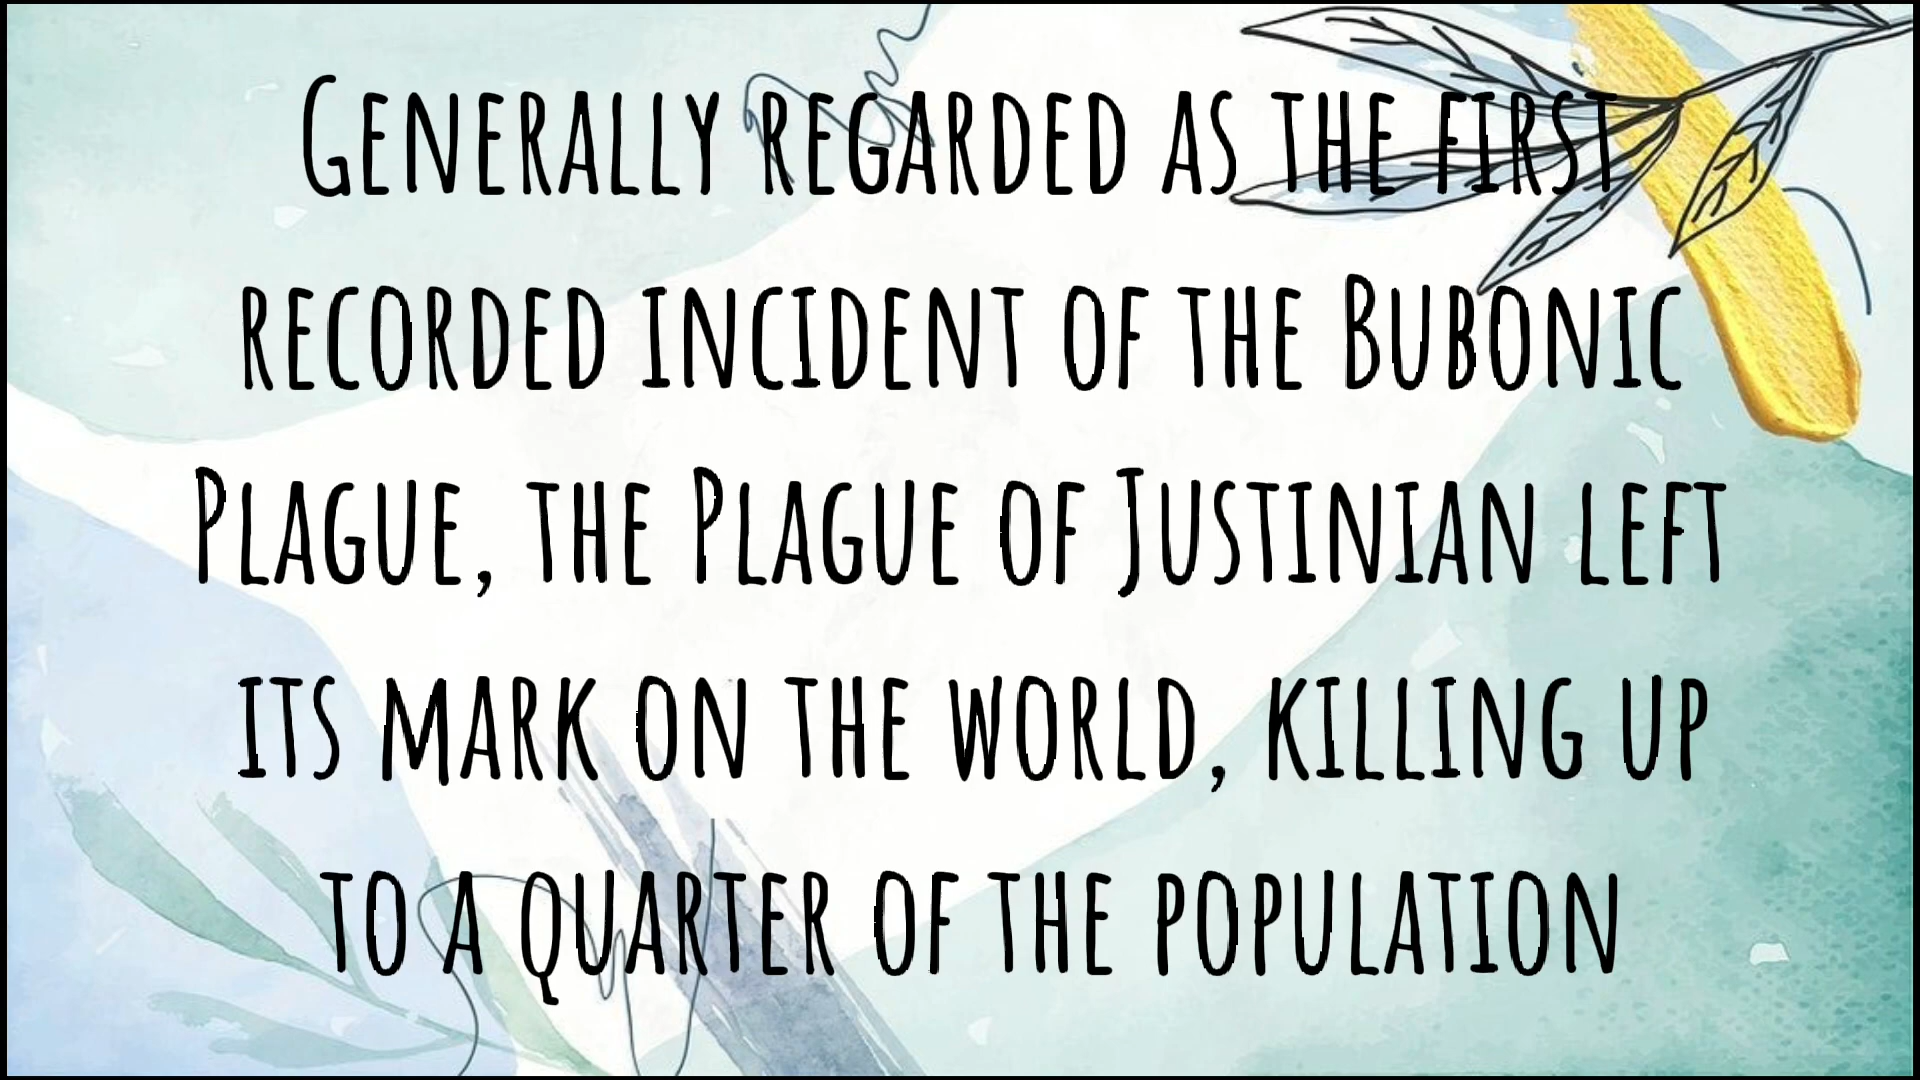 Generally regarded as the first
recorded incident of the Bubonic
Plague, the Plague of Justinian left
its mark on the world, killing up
to a quarter of the population